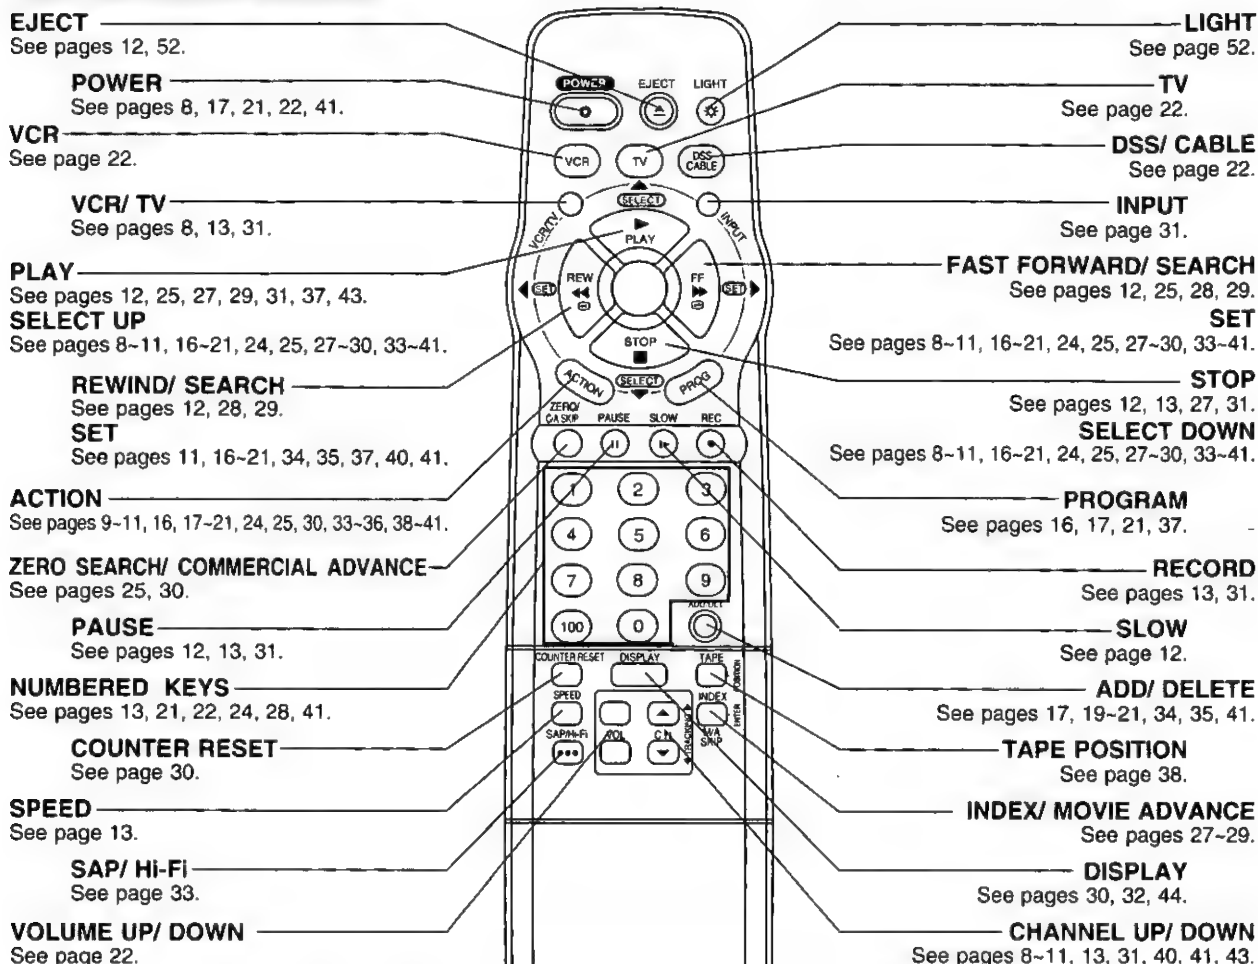 EJECT
See pages 12, 52.
POWER
See pages 8, 17, 21, 22, 41.
VCR
See page 22.
VCR/ TV
See pages 8, 13, 31.
PLAY
See pages 12, 25, 27, 29, 31, 37, 43.
SELECT UP
See pages 8~11, 16~21, 24, 25, 27~30, 33~41.
REWIND/ SEARCH
See pages 12, 28, 29.
SET
See pages 11, 16~21, 34, 35, 37, 40, 41.
ACTION
See pages 9~11, 16, 17~21, 24, 25, 30, 33~36, 38~41.
ZERO SEARCH/ COMMERCIAL ADVANCE
See pages 25, 30.
PAUSE
See pages 12, 13, 31.
NUMBERED KEYS
See pages 13, 21, 22, 24, 28, 41.
COUNTER RESET
See page 30.
SPEED
See page 13.
SAP/ Hi-Fi
See page 33.
VOLUME UP/ DOWN
See page 22.
POWER EJECT LIGHT
VCR TV DSS CABLE
VCR/TV SELECT INPUT
PLAY
SET REW FF SET
STOP
ACTION SELECT PROG
ZERO/ CA SKIP PAUSE SLOW REC
1 2 3
4 5 6
7 8 9
ADD/DEL
100 0
COUNTER RESET DISPLAY TAPE POSITION
SPEED INDEX ENTER
SAP/Hi-Fi VOL CH TRACKING M/A SKIP
LIGHT
See page 52.
TV
See page 22.
DSS/ CABLE
See page 22.
INPUT
See page 31.
FAST FORWARD/ SEARCH
See pages 12, 25, 28, 29.
SET
See pages 8~11, 16~21, 24, 25, 27~30, 33~41.
STOP
See pages 12, 13, 27, 31.
SELECT DOWN
See pages 8~11, 16~21, 24, 25, 27~30, 33~41.
PROGRAM
See pages 16, 17, 21, 37.
RECORD
See pages 13, 31.
SLOW
See page 12.
ADD/ DELETE
See pages 17, 19~21, 34, 35, 41.
TAPE POSITION
See page 38.
INDEX/ MOVIE ADVANCE
See pages 27~29.
DISPLAY
See pages 30, 32, 44.
CHANNEL UP/ DOWN
See pages 8~11, 13, 31, 40, 41, 43.